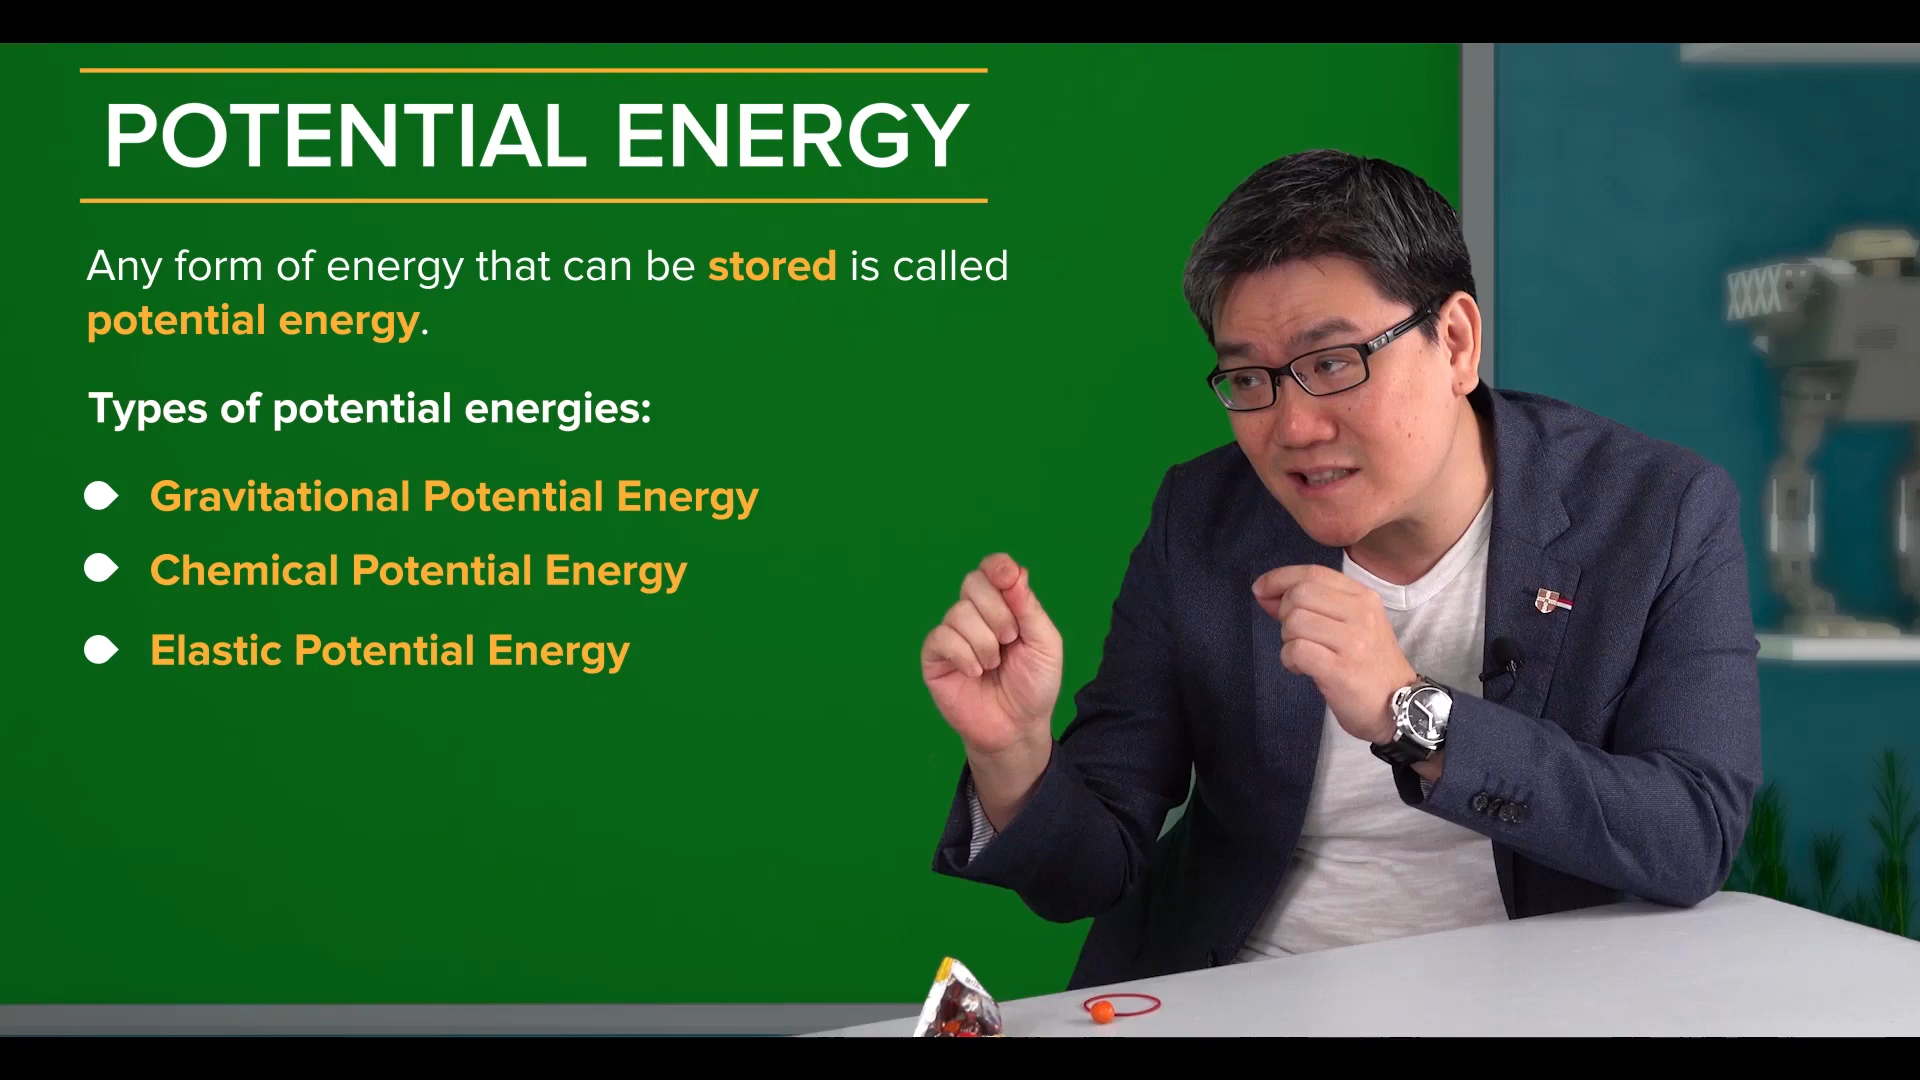 POTENTIAL ENERGY
Any form of energy that can be stored is called
potential energy.
Types of potential energies:
Gravitational Potential Energy
Chemical Potential Energy
Elastic Potential Energy